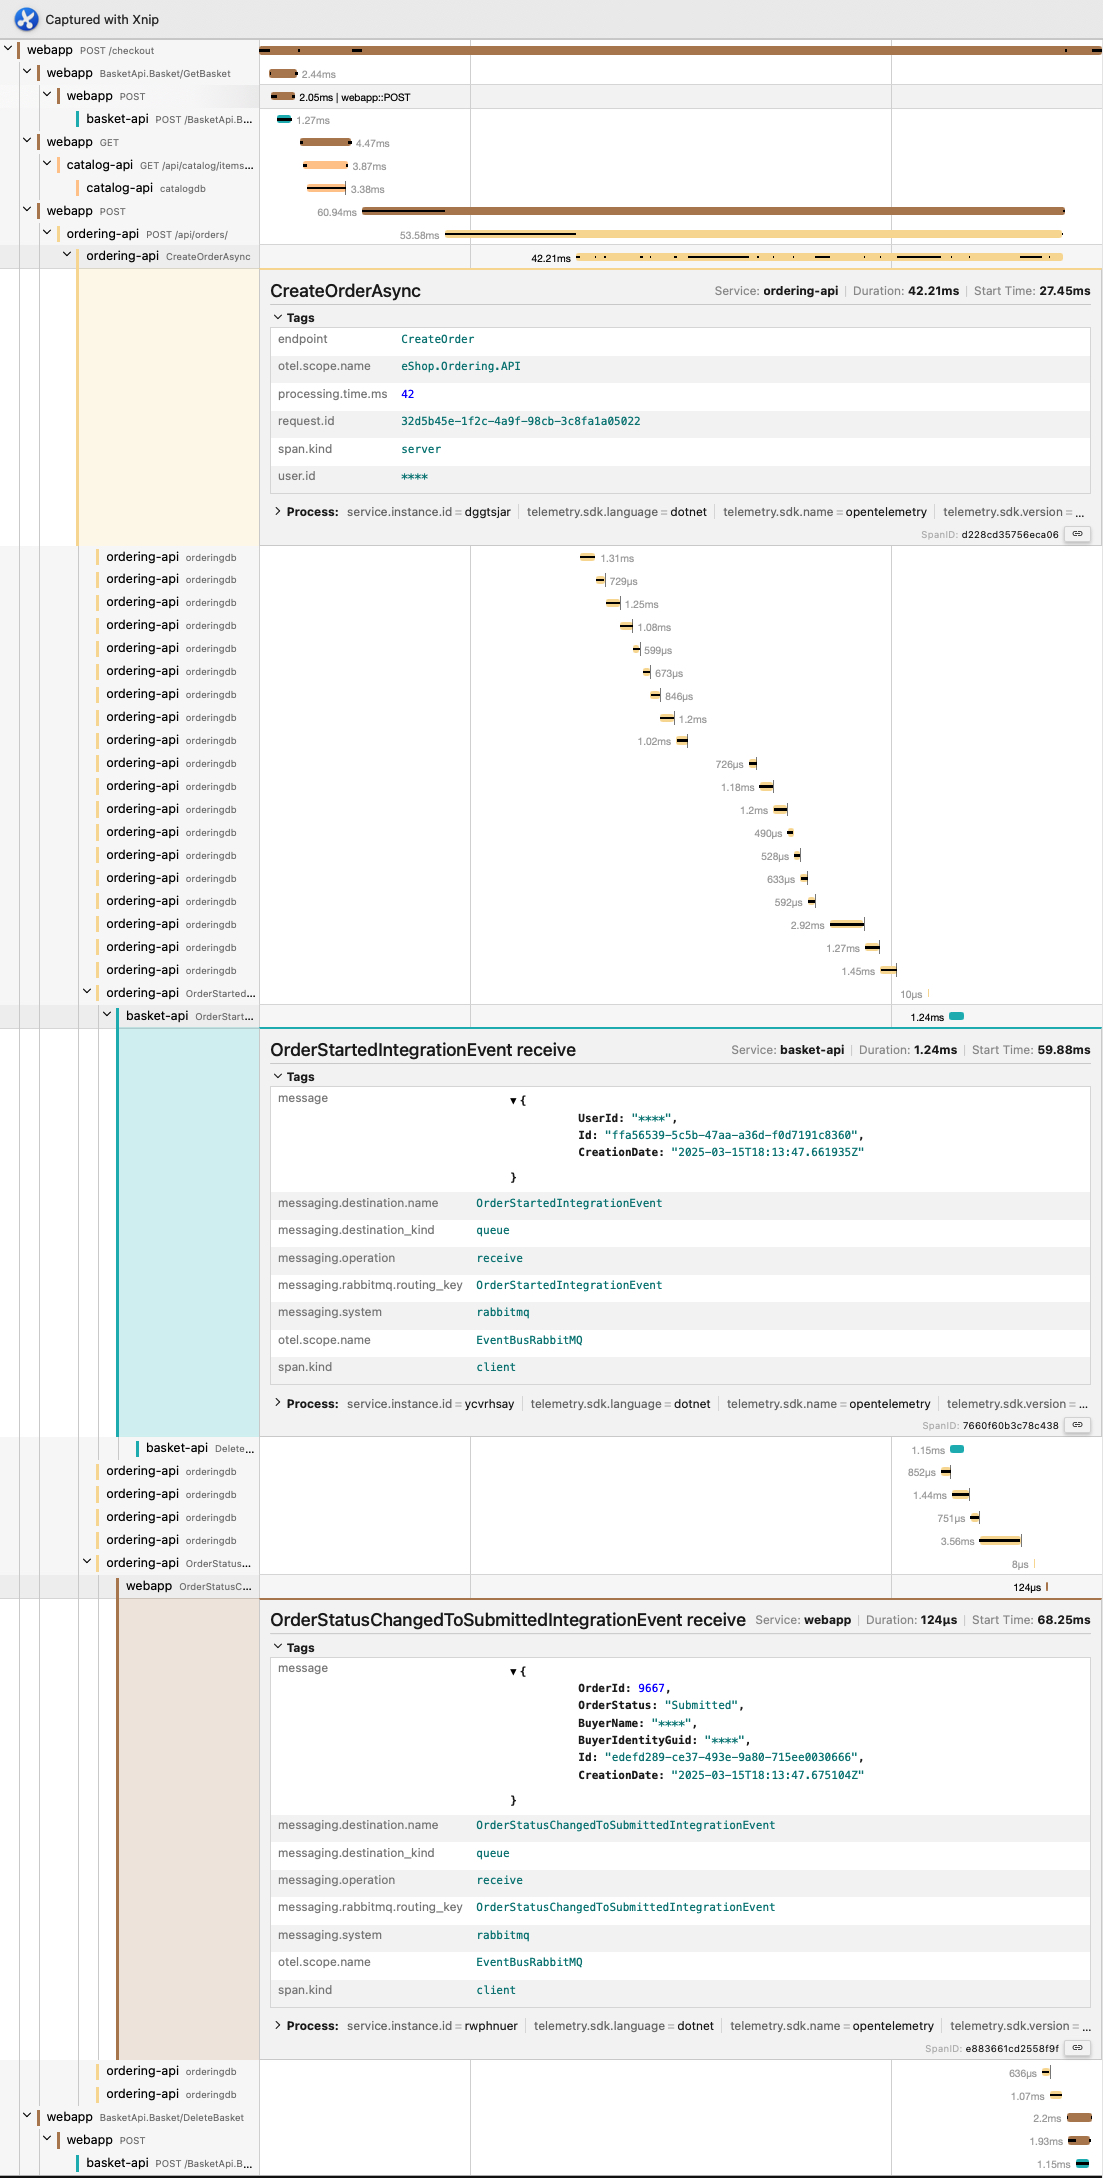 Captured with Xnip
webapp POST /checkout
webapp BasketApi.Basket/GetBasket 2.44ms
webapp POST 2.05ms | webapp::POST
basket-api POST /BasketApi.B... 1.27ms
webapp GET 4.47ms
catalog-api GET /api/catalog/items... 3.87ms
catalog-api catalogdb 3.38ms
webapp POST 60.94ms
ordering-api POST /api/orders/ 53.58ms
ordering-api CreateOrderAsync 42.21ms
CreateOrderAsync Service: ordering-api Duration: 42.21ms Start Time: 27.45ms
Tags
endpoint CreateOrder
otel.scope.name eShop.Ordering.API
processing.time.ms 42
request.id 32d5b45e-1f2c-4a9f-98cb-3c8fa1a05022
span.kind server
user.id ****
Process: service.instance.id = dggtsjar telemetry.sdk.language = dotnet telemetry.sdk.name = opentelemetry telemetry.sdk.version = ...
SpanID: d228cd35756eca06
ordering-api orderingdb 1.31ms
ordering-api orderingdb 729μs
ordering-api orderingdb 1.25ms
ordering-api orderingdb 1.08ms
ordering-api orderingdb 599μs
ordering-api orderingdb 673μs
ordering-api orderingdb 846μs
ordering-api orderingdb 1.2ms
ordering-api orderingdb 1.02ms
ordering-api orderingdb 726μs
ordering-api orderingdb 1.18ms
ordering-api orderingdb 1.2ms
ordering-api orderingdb 490μs
ordering-api orderingdb 528μs
ordering-api orderingdb 633μs
ordering-api orderingdb 592μs
ordering-api orderingdb 2.92ms
ordering-api orderingdb 1.27ms
ordering-api orderingdb 1.45ms
ordering-api OrderStarted... 10μs
basket-api OrderStart... 1.24ms
OrderStartedIntegrationEvent receive Service: basket-api Duration: 1.24ms Start Time: 59.88ms
Tags
message ▼ {
UserId: "****",
Id: "ffa56539-5c5b-47aa-a36d-f0d7191c8360",
CreationDate: "2025-03-15T18:13:47.661935Z"
}
messaging.destination.name OrderStartedIntegrationEvent
messaging.destination_kind queue
messaging.operation receive
messaging.rabbitmq.routing_key OrderStartedIntegrationEvent
messaging.system rabbitmq
otel.scope.name EventBusRabbitMQ
span.kind client
Process: service.instance.id = ycvrhsay telemetry.sdk.language = dotnet telemetry.sdk.name = opentelemetry telemetry.sdk.version = ...
SpanID: 7660f60b3c78c438
basket-api Delete... 1.15ms
ordering-api orderingdb 852μs
ordering-api orderingdb 1.44ms
ordering-api orderingdb 751μs
ordering-api orderingdb 3.56ms
ordering-api OrderStatus... 8μs
webapp OrderStatusC... 124μs
OrderStatusChangedToSubmittedIntegrationEvent receive Service: webapp Duration: 124μs Start Time: 68.25ms
Tags
message ▼ {
OrderId: 9667,
OrderStatus: "Submitted",
BuyerName: "****",
BuyerIdentityGuid: "****",
Id: "edefd289-ce37-493e-9a80-715ee0030666",
CreationDate: "2025-03-15T18:13:47.675104Z"
}
messaging.destination.name OrderStatusChangedToSubmittedIntegrationEvent
messaging.destination_kind queue
messaging.operation receive
messaging.rabbitmq.routing_key OrderStatusChangedToSubmittedIntegrationEvent
messaging.system rabbitmq
otel.scope.name EventBusRabbitMQ
span.kind client
Process: service.instance.id = rwphnuer telemetry.sdk.language = dotnet telemetry.sdk.name = opentelemetry telemetry.sdk.version = ...
SpanID: e883661cd2558f9f
ordering-api orderingdb 636μs
ordering-api orderingdb 1.07ms
webapp BasketApi.Basket/DeleteBasket 2.2ms
webapp POST 1.93ms
basket-api POST /BasketApi.B... 1.15ms